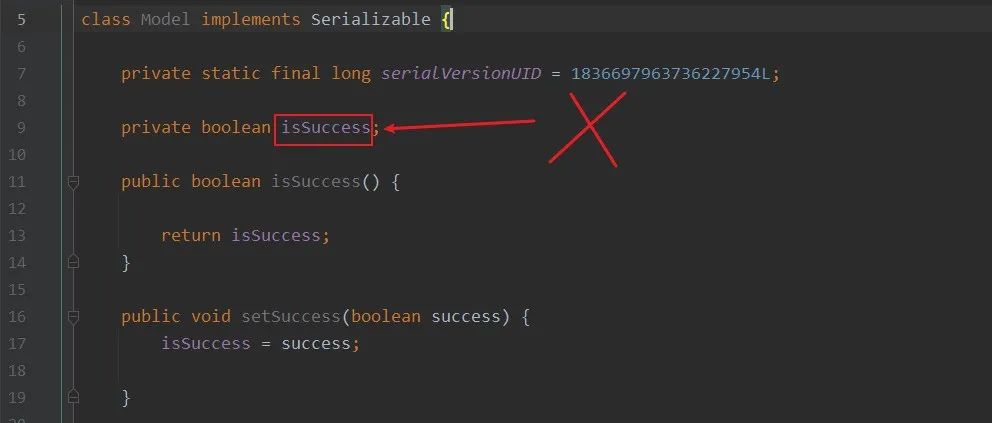 5 class Model implements Serializable {
6
7 private static final long serialVersionUID = 1836697963736227954L;
8
9 private boolean isSuccess;
10
11 public boolean isSuccess() {
12
13 return isSuccess;
14 }
15
16 public void setSuccess(boolean success) {
17 isSuccess = success;
18
19 }